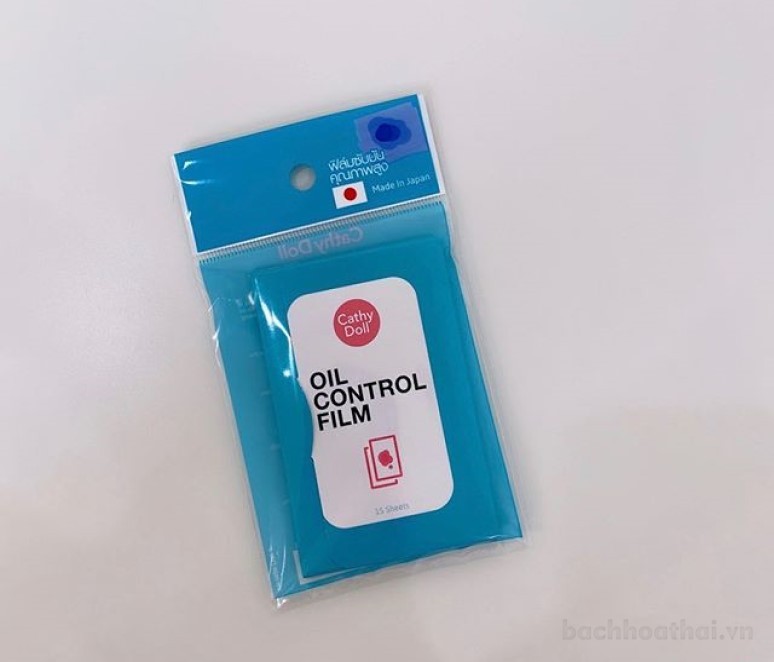 ฟิล์มซับมัน
คุณภาพสูง
Made In Japan
Cathy Doll
Cathy
Doll
OIL
CONTROL
FILM
15 Sheets
bachhoathai.vn